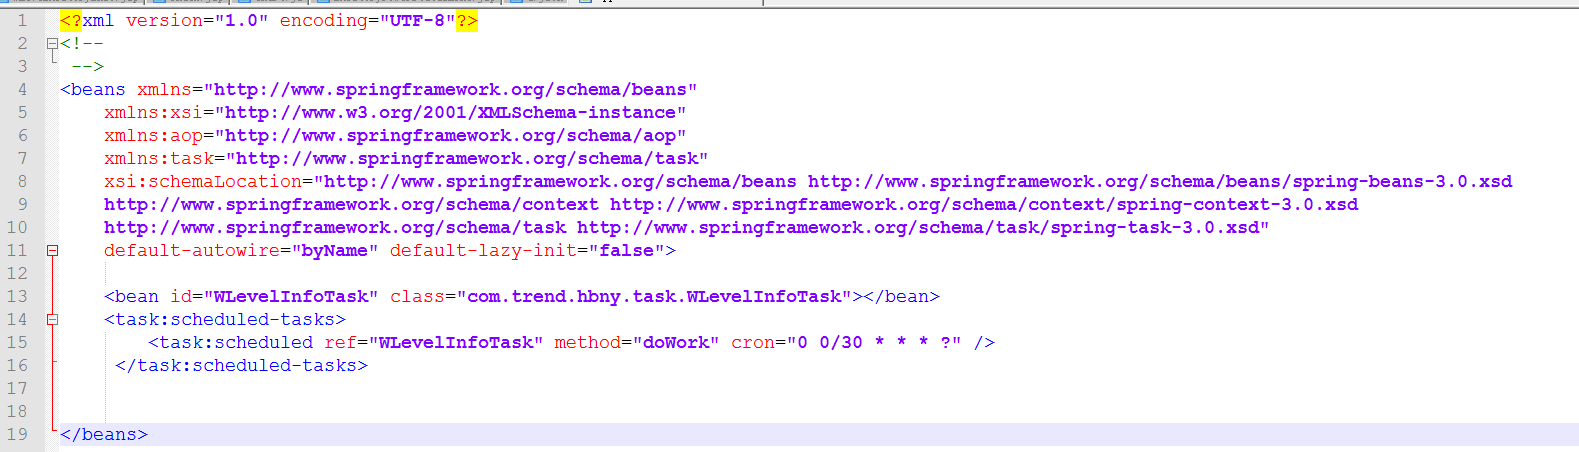 1 <?xml version="1.0" encoding="UTF-8"?>
2 <!--
3 -->
4 <beans xmlns="http://www.springframework.org/schema/beans"
5 xmlns:xsi="http://www.w3.org/2001/XMLSchema-instance"
6 xmlns:aop="http://www.springframework.org/schema/aop"
7 xmlns:task="http://www.springframework.org/schema/task"
8 xsi:schemaLocation="http://www.springframework.org/schema/beans http://www.springframework.org/schema/beans/spring-beans-3.0.xsd
9 http://www.springframework.org/schema/context http://www.springframework.org/schema/context/spring-context-3.0.xsd
10 http://www.springframework.org/schema/task http://www.springframework.org/schema/task/spring-task-3.0.xsd"
11 default-autowire="byName" default-lazy-init="false">
12
13 <bean id="WLevelInfoTask" class="com.trend.hbny.task.WLevelInfoTask"></bean>
14 <task:scheduled-tasks>
15 <task:scheduled ref="WLevelInfoTask" method="doWork" cron="0 0/30 * * * ?" />
16 </task:scheduled-tasks>
17
18
19 </beans>